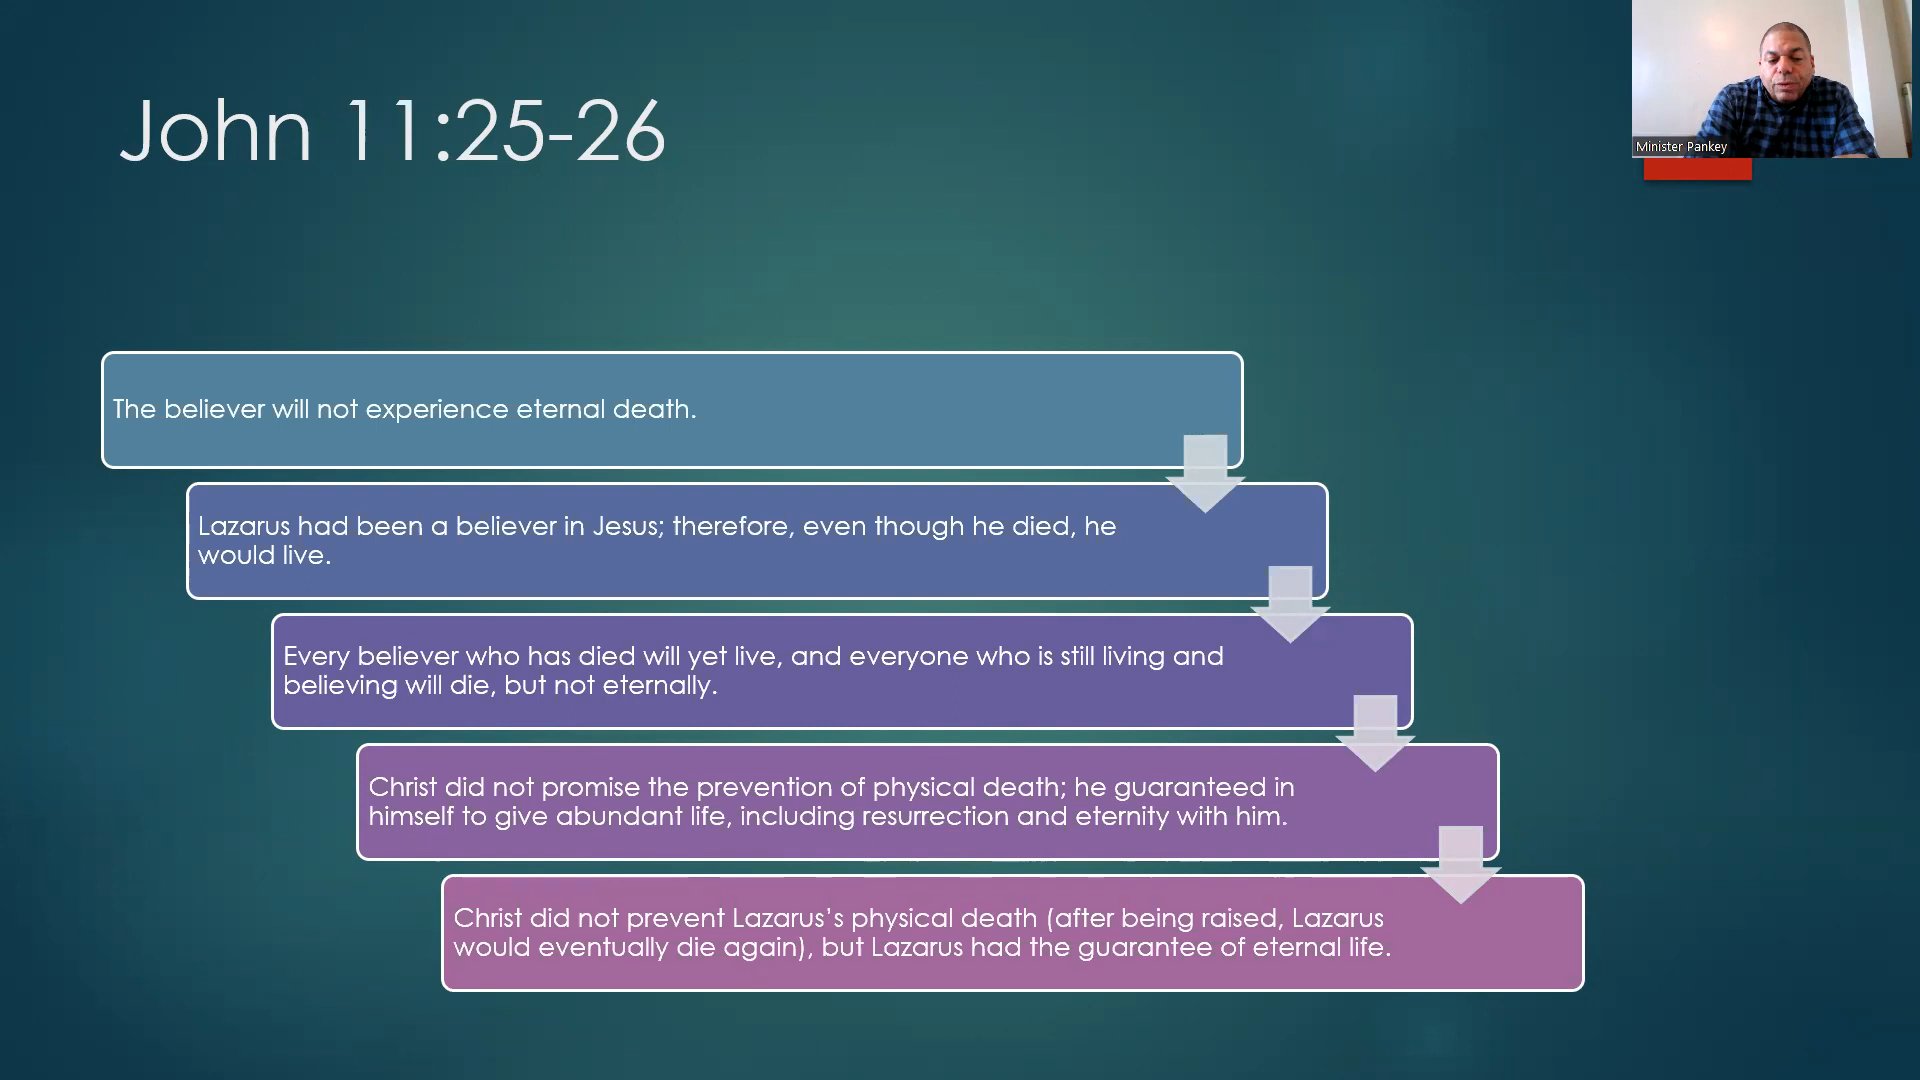 John 11:25-26
Minister Pankey
The believer will not experience eternal death.
Lazarus had been a believer in Jesus; therefore, even though he died, he
would live.
Every believer who has died will yet live, and everyone who is still living and
believing will die, but not eternally.
Christ did not promise the prevention of physical death; he guaranteed in
himself to give abundant life, including resurrection and eternity with him.
Christ did not prevent Lazarus’s physical death (after being raised, Lazarus
would eventually die again), but Lazarus had the guarantee of eternal life.